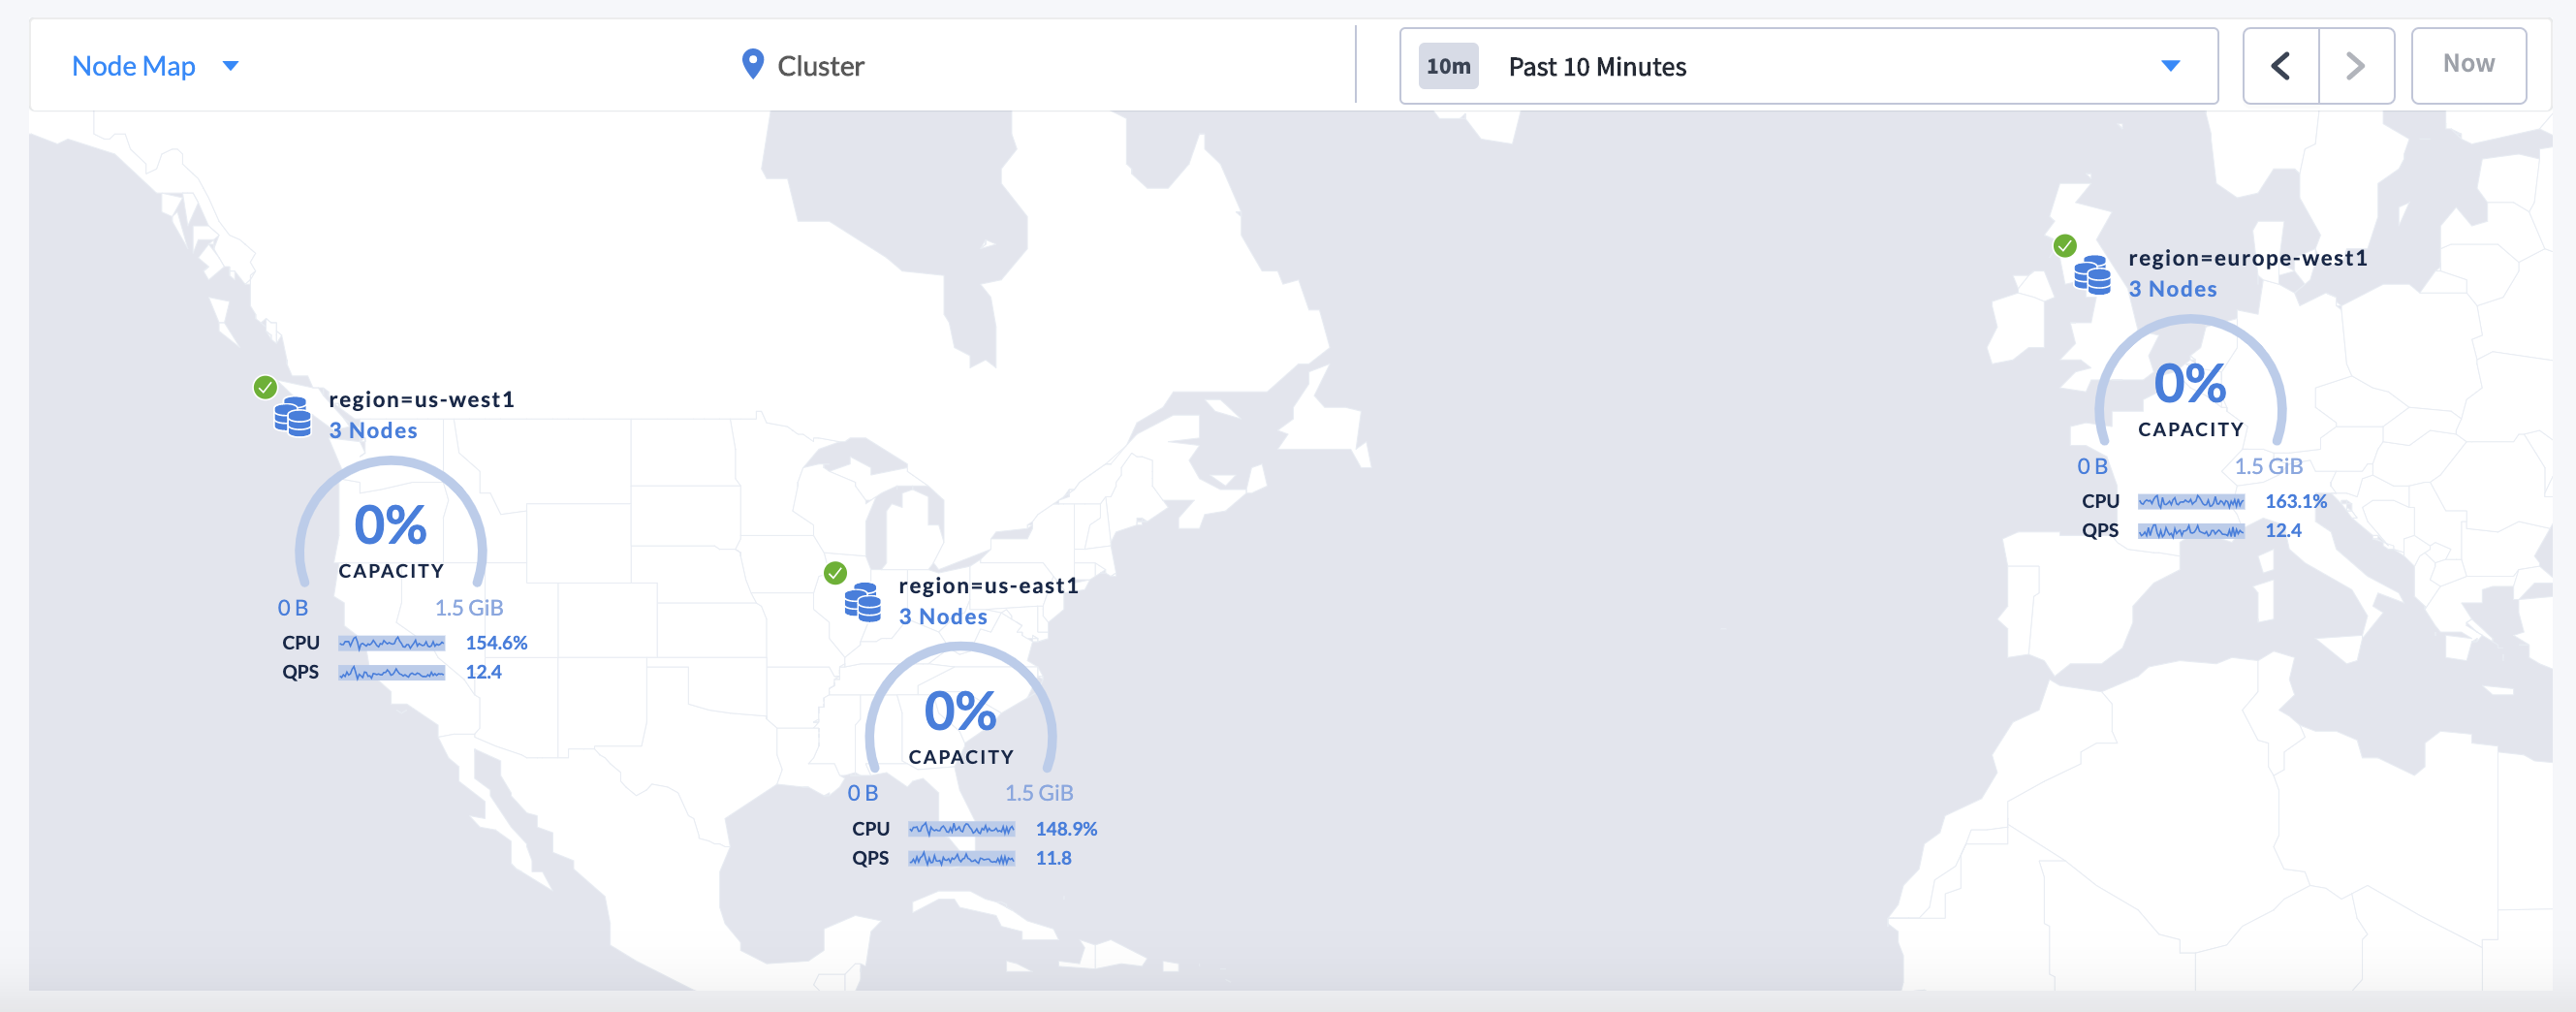 Node Map
Cluster
10m Past 10 Minutes
Now
region=us-west1
3 Nodes
0%
CAPACITY
0 B 1.5 GiB
CPU 154.6%
QPS 12.4
region=us-east1
3 Nodes
0%
CAPACITY
0 B 1.5 GiB
CPU 148.9%
QPS 11.8
region=europe-west1
3 Nodes
0%
CAPACITY
0 B 1.5 GiB
CPU 163.1%
QPS 12.4